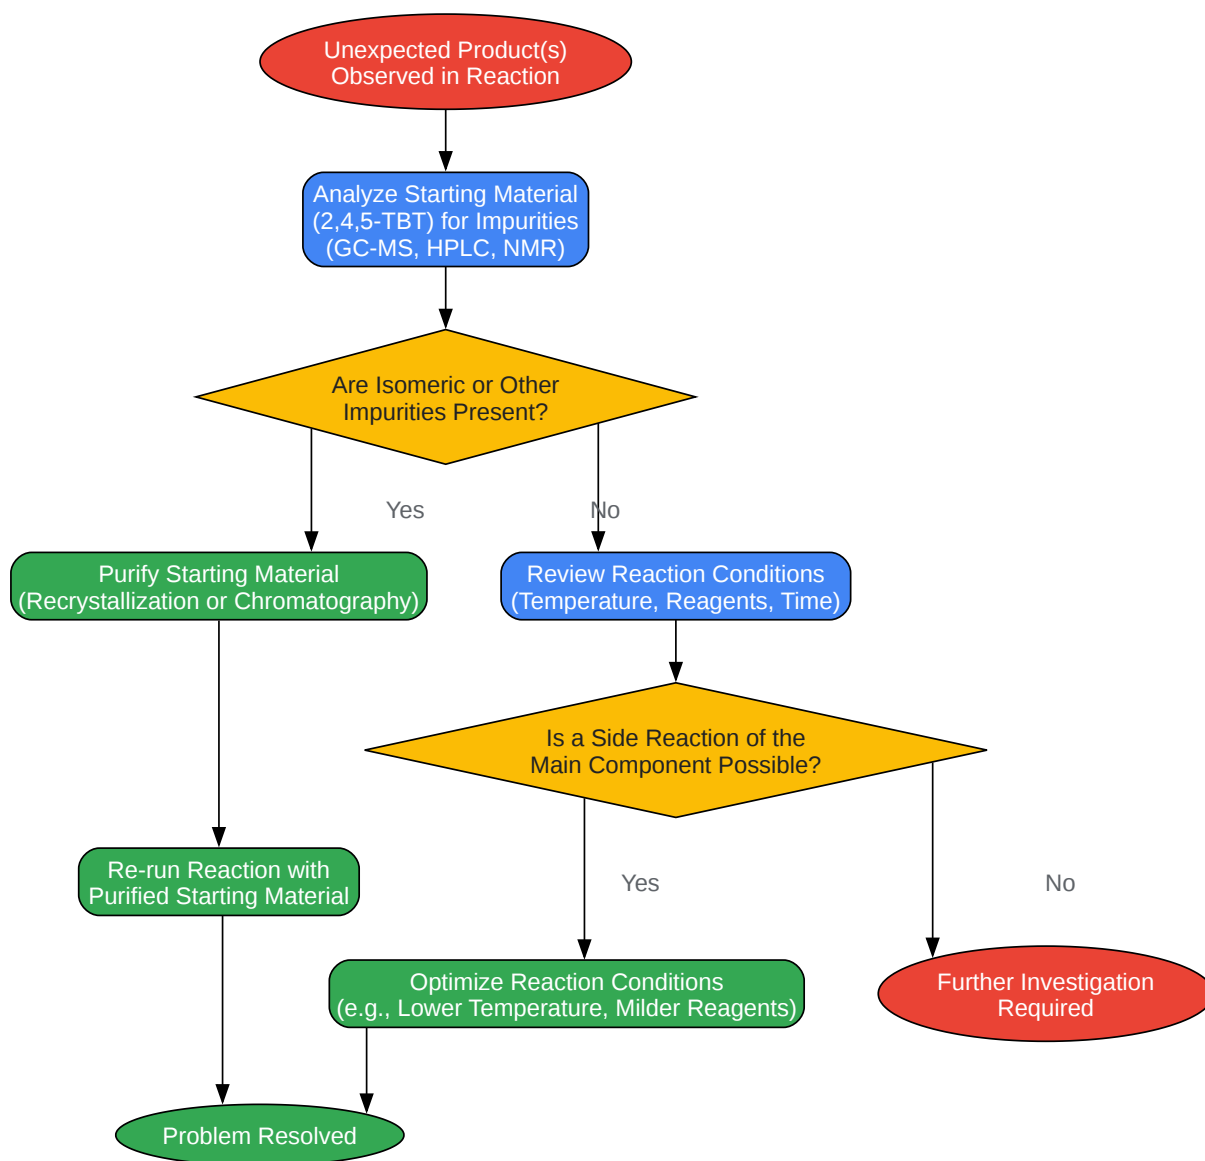 Unexpected Product(s)
Observed in Reaction
Analyze Starting Material
(2,4,5-TBT) for Impurities
(GC-MS, HPLC, NMR)
Are Isomeric or Other
Impurities Present?
Yes
No
Purify Starting Material
(Recrystallization or Chromatography)
Review Reaction Conditions
(Temperature, Reagents, Time)
Is a Side Reaction of the
Main Component Possible?
Re-run Reaction with
Purified Starting Material
Yes
No
Optimize Reaction Conditions
(e.g., Lower Temperature, Milder Reagents)
Further Investigation
Required
Problem Resolved